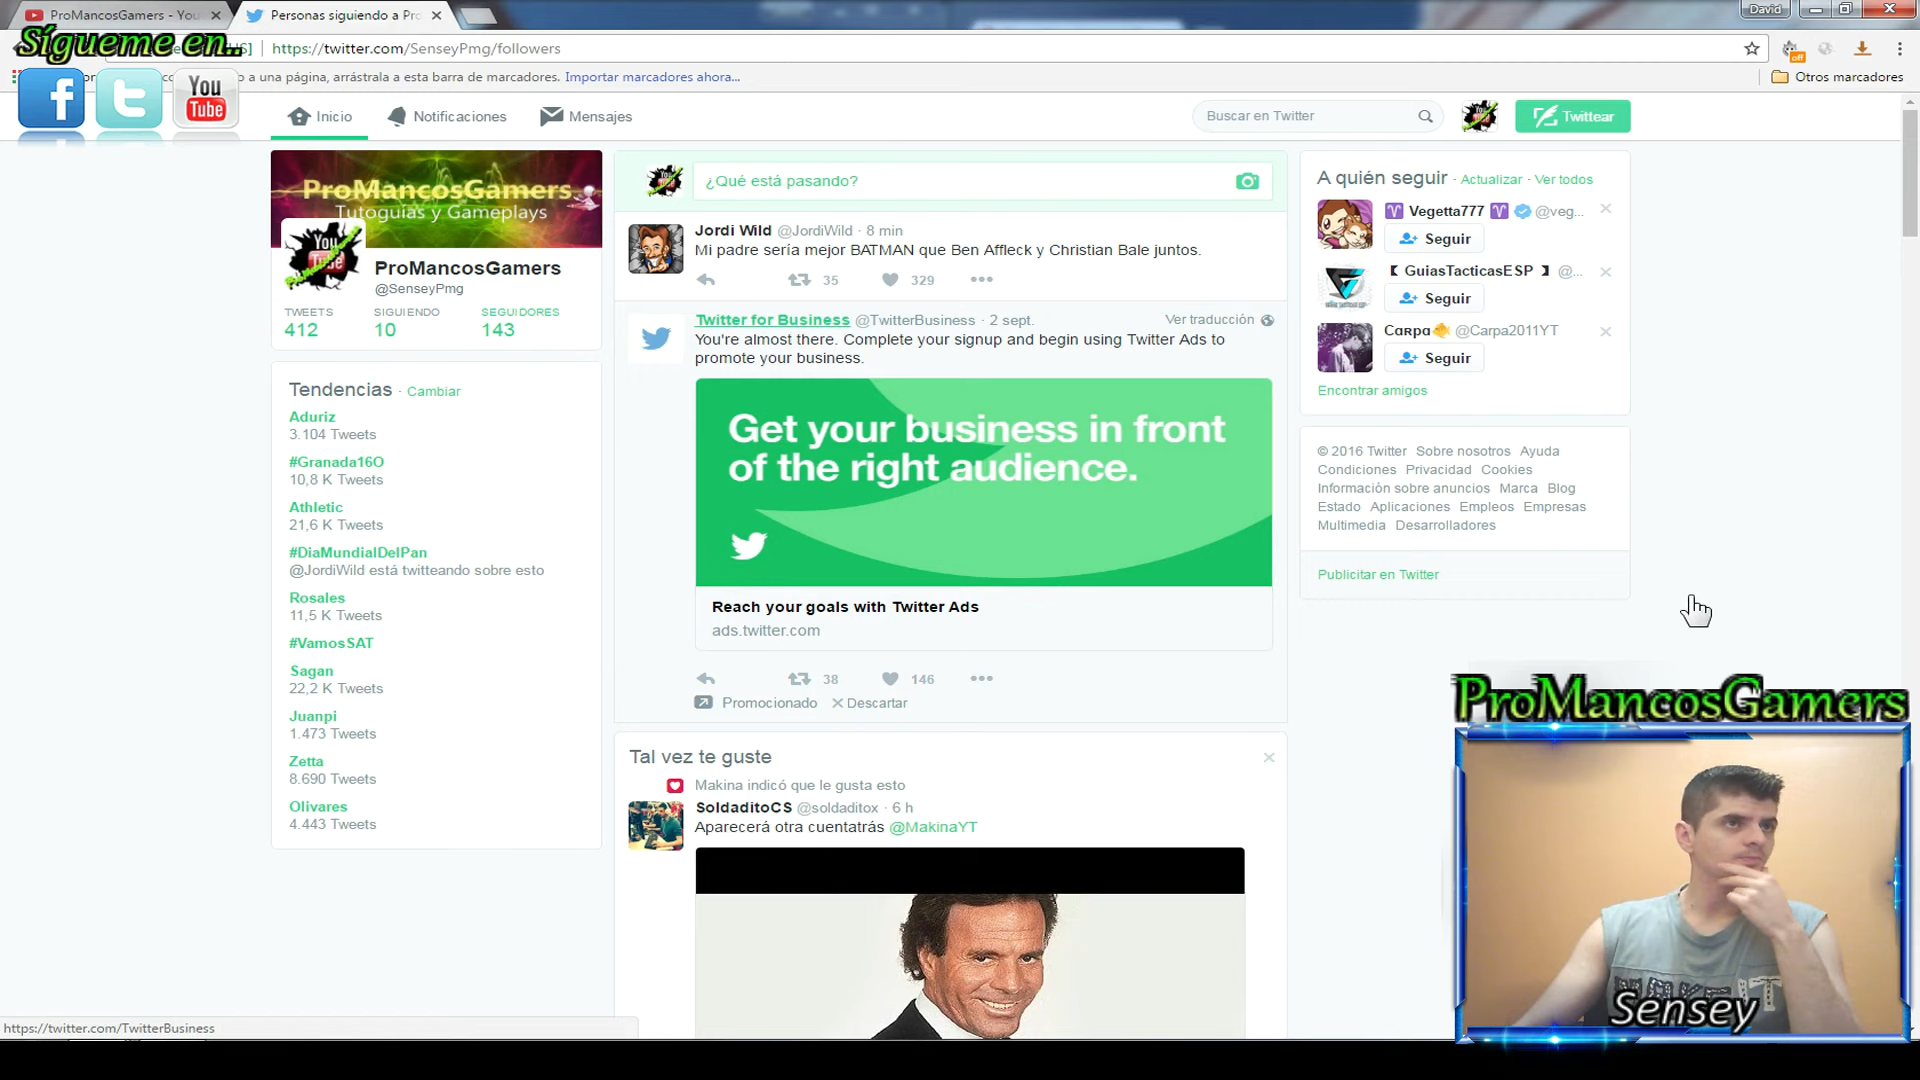 ProMancosGamers - You
Personas siguiendo a Pro
David
Sígueme en..
US]
https://twitter.com/SenseyPmg/followers
a una página, arrástrala a esta barra de marcadores. Importar marcadores ahora...
Otros marcadores
off
You
Tube
Inicio
Notificaciones
Mensajes
Buscar en Twitter
Twittear
ProMancosGamers
Tutoguias y Gameplays
ProMancosGamers
@SenseyPmg
TWEETS
412
SIGUIENDO
10
SEGUIDORES
143
Tendencias · Cambiar
Aduriz
3.104 Tweets
#Granada16O
10,8 K Tweets
Athletic
21,6 K Tweets
#DiaMundialDelPan
@JordiWild está twitteando sobre esto
Rosales
11,5 K Tweets
#VamosSAT
Sagan
22,2 K Tweets
Juanpi
1.473 Tweets
Zetta
8.690 Tweets
Olivares
4.443 Tweets
¿Qué está pasando?
Jordi Wild @JordiWild · 8 min
Mi padre sería mejor BATMAN que Ben Affleck y Christian Bale juntos.
35
329
Twitter for Business @TwitterBusiness · 2 sept.
Ver traducción
You're almost there. Complete your signup and begin using Twitter Ads to
promote your business.
Get your business in front
of the right audience.
Reach your goals with Twitter Ads
ads.twitter.com
38
146
Promocionado
Descartar
Tal vez te guste
Makina indicó que le gusta esto
SoldaditoCS @soldaditox · 6 h
Aparecerá otra cuentatrás @MakinaYT
A quién seguir · Actualizar · Ver todos
Vegetta777 @veg...
Seguir
【 GuiasTacticasESP 】 @...
Seguir
Cαʀpα @Carpa2011YT
Seguir
Encontrar amigos
© 2016 Twitter Sobre nosotros Ayuda
Condiciones Privacidad Cookies
Información sobre anuncios Marca Blog
Estado Aplicaciones Empleos Empresas
Multimedia Desarrolladores
Publicitar en Twitter
ProMancosGamers
Sensey
https://twitter.com/TwitterBusiness